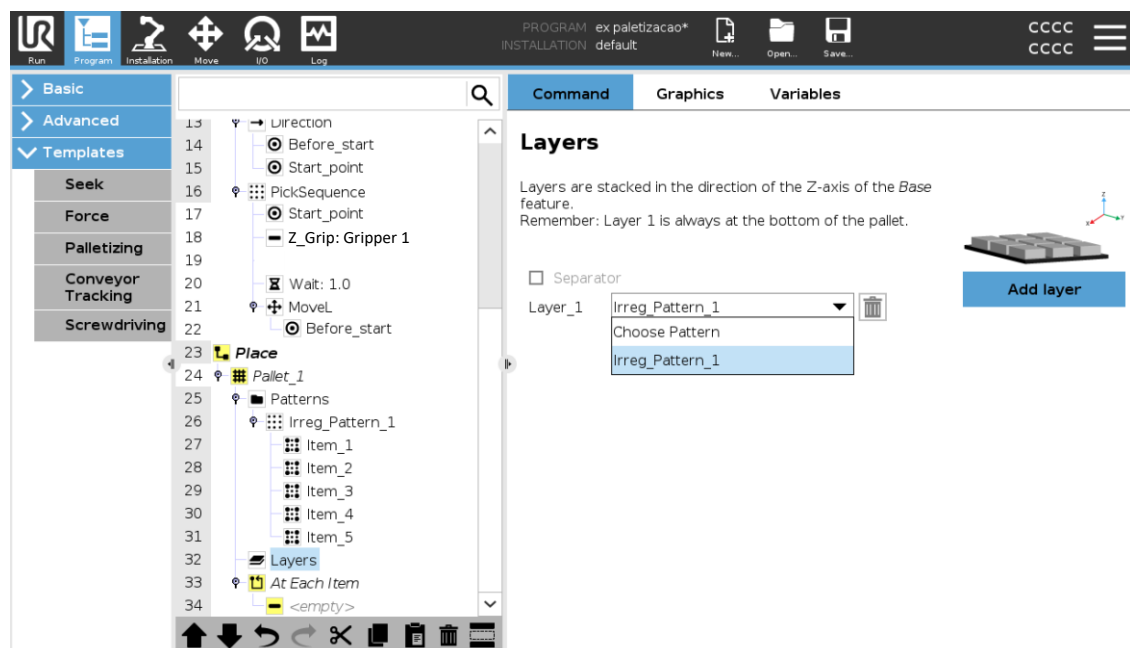 PROGRAM ex paletizacao*
INSTALLATION default
CCCC
CCCC
Run
Program
Installation
Move
I/O
Log
New...
Open...
Save...
Basic
Advanced
Templates
Seek
Force
Palletizing
Conveyor
Tracking
Screwdriving
13 Direction
14 Before_start
15 Start_point
16 PickSequence
17 Start_point
18 Z_Grip: Gripper 1
19
20 Wait: 1.0
21 MoveL
22 Before_start
23 Place
24 Pallet_1
25 Patterns
26 Irreg_Pattern_1
27 Item_1
28 Item_2
29 Item_3
30 Item_4
31 Item_5
32 Layers
33 At Each Item
34 <empty>
Command
Graphics
Variables
Layers
Layers are stacked in the direction of the Z-axis of the Base
feature.
Remember: Layer 1 is always at the bottom of the pallet.
Separator
Layer_1 Irreg_Pattern_1
Choose Pattern
Irreg_Pattern_1
z
x
y
Add layer